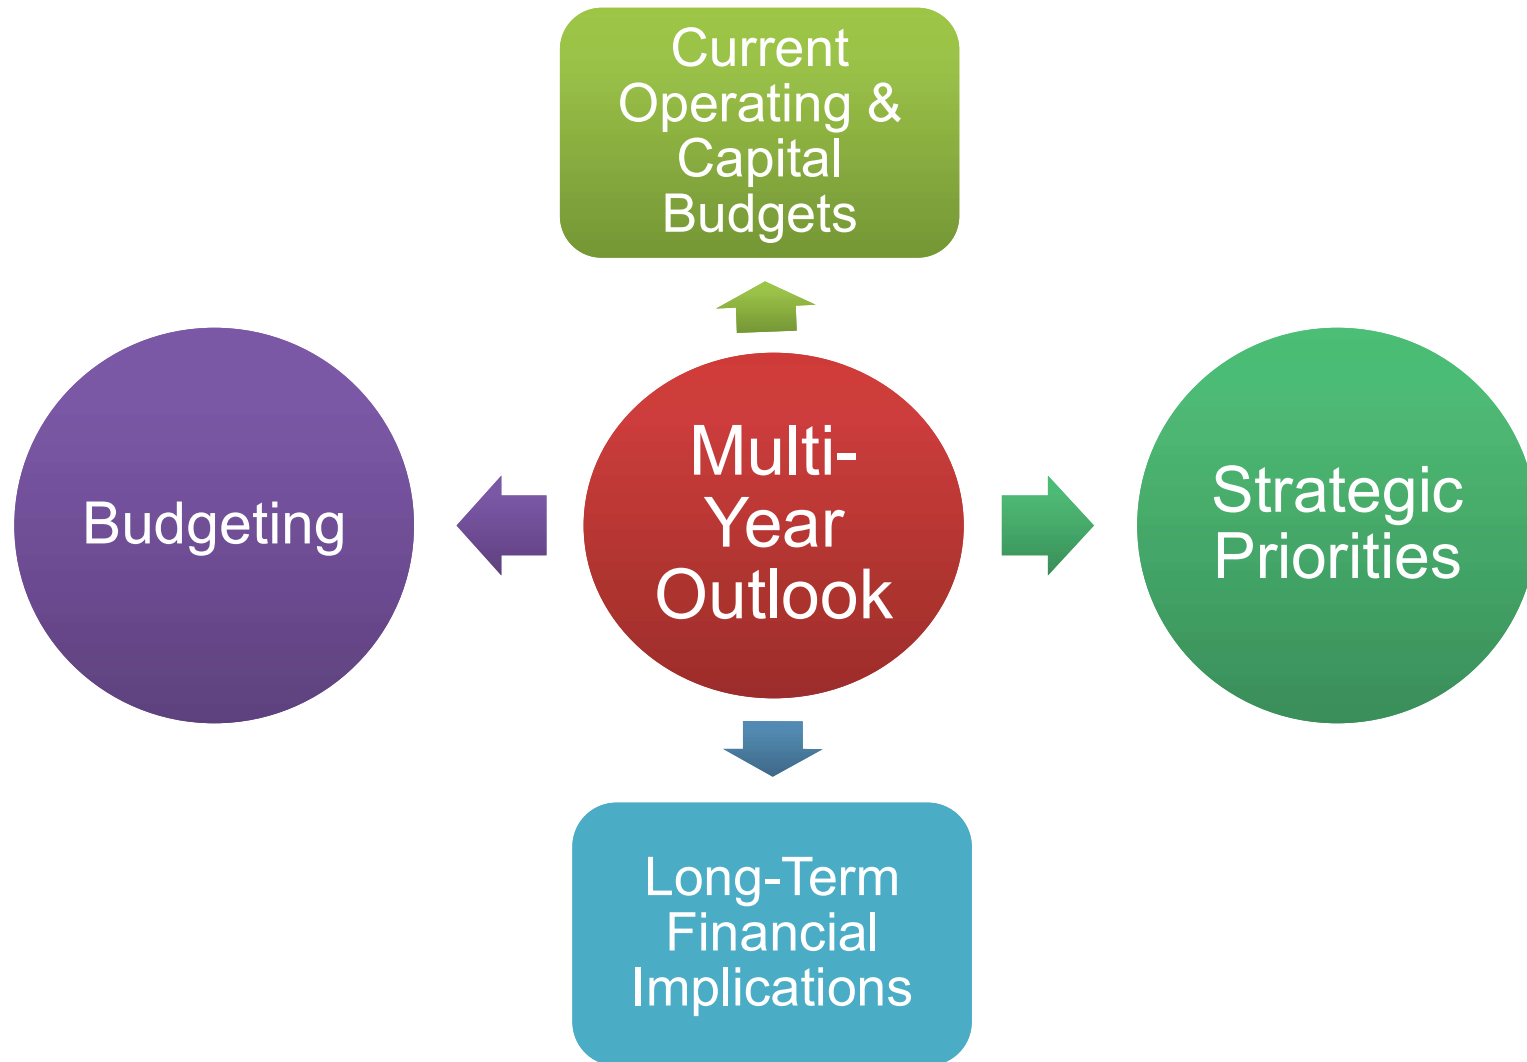 Current
Operating &
Capital
Budgets
Budgeting
Multi-
Year
Outlook
Strategic
Priorities
Long-Term
Financial
Implications